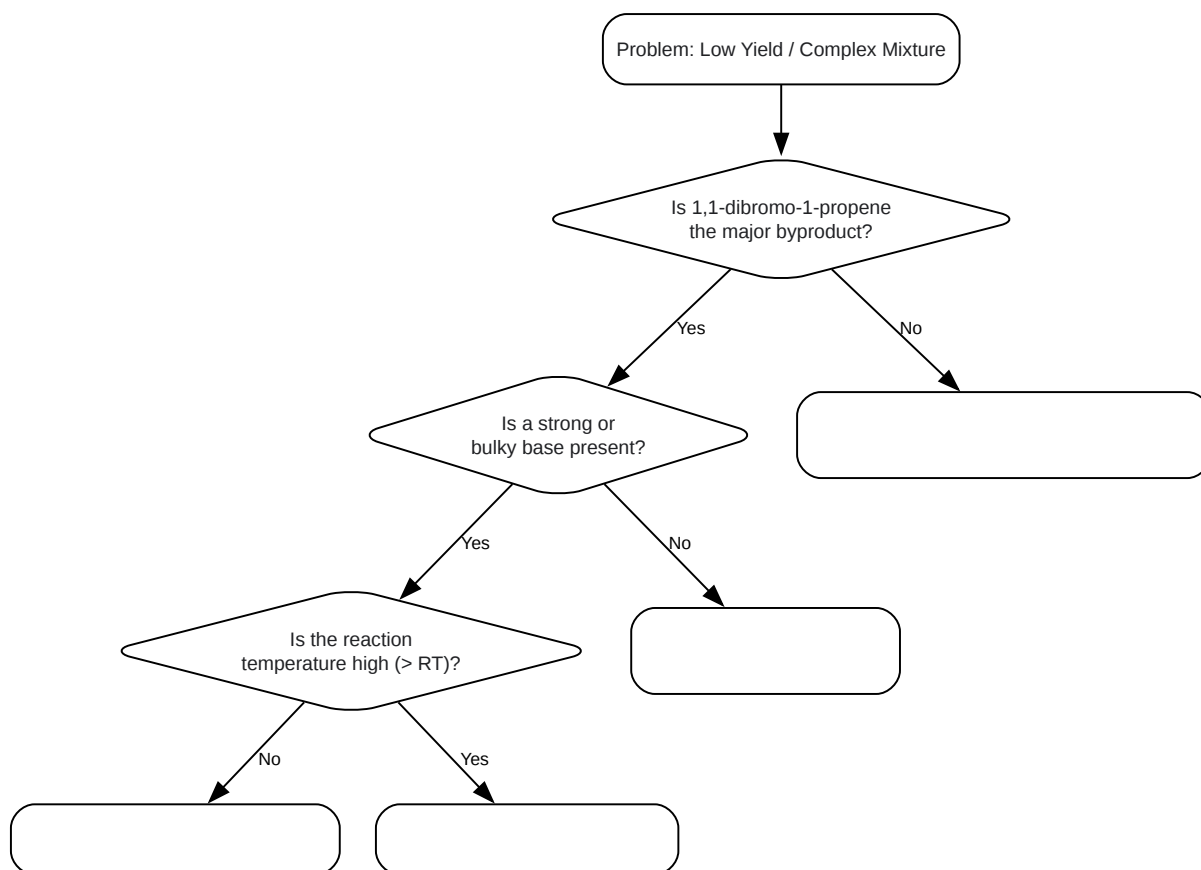 Problem: Low Yield / Complex Mixture
Is 1,1-dibromo-1-propene
the major byproduct?
Yes
No
Is a strong or
bulky base present?
Yes
No
Is the reaction
temperature high (> RT)?
No
Yes